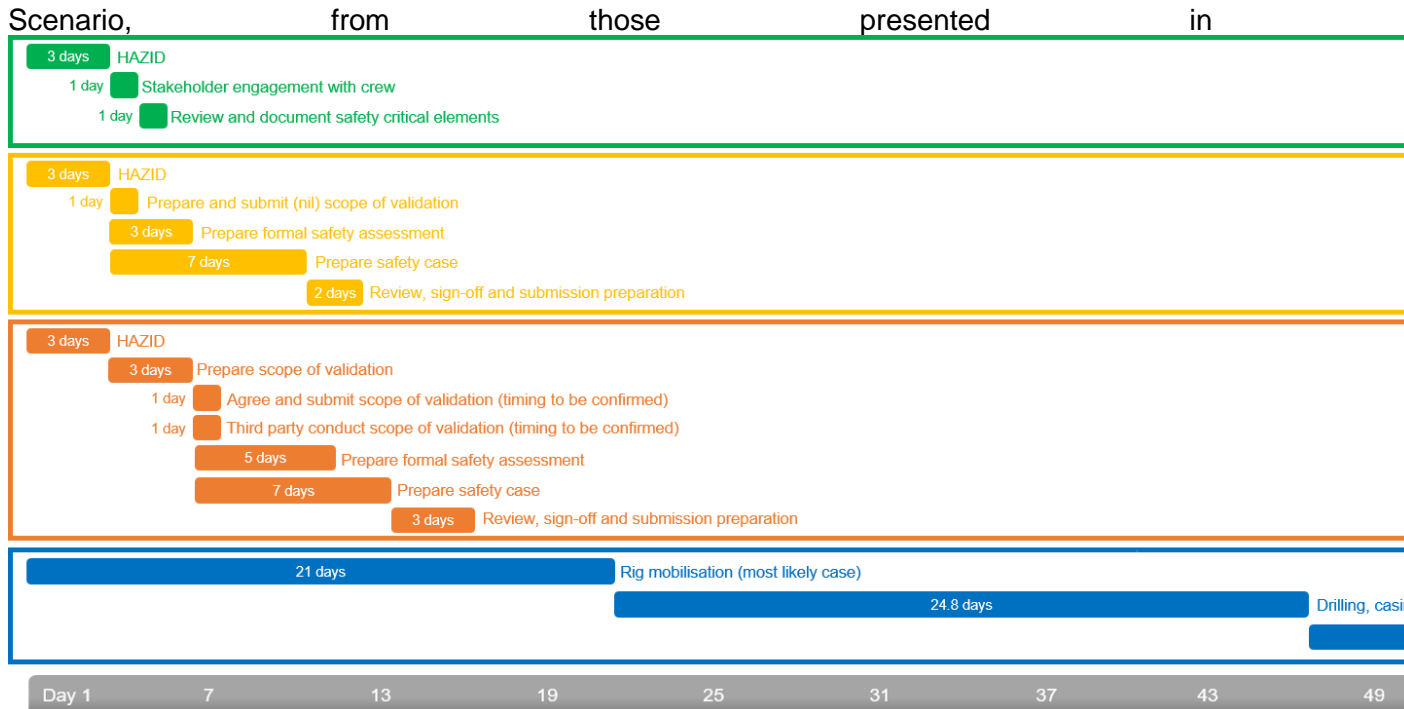 Scenario, from those presented in
3 days HAZID
1 day Stakeholder engagement with crew
1 day Review and document safety critical elements
3 days HAZID
1 day Prepare and submit (nil) scope of validation
3 days Prepare formal safety assessment
7 days Prepare safety case
2 days Review, sign-off and submission preparation
3 days HAZID
3 days Prepare scope of validation
1 day Agree and submit scope of validation (timing to be confirmed)
1 day Third party conduct scope of validation (timing to be confirmed)
5 days Prepare formal safety assessment
7 days Prepare safety case
3 days Review, sign-off and submission preparation
21 days Rig mobilisation (most likely case)
24.8 days Drilling, casi
Day 1 7 13 19 25 31 37 43 49